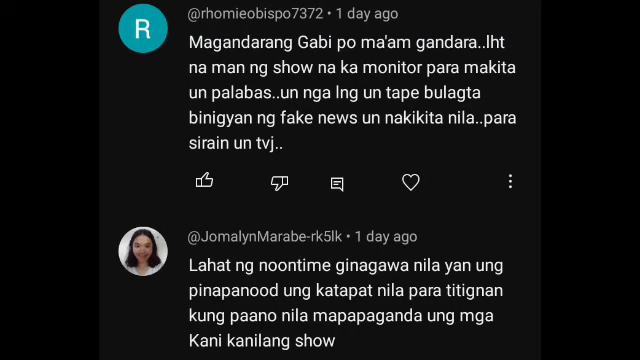 @rhomieobispo7372 • 1 day ago
Magandarang Gabi po ma'am gandara..lht
na man ng show na ka monitor para makita
un palabas..un nga lng un tape bulagta
binigyan ng fake news un nakikita nila..para
sirain un tvj..
@JomalynMarabe-rk5lk • 1 day ago
Lahat ng noontime ginagawa nila yan ung
pinapanood ung katapat nila para titignan
kung paano nila mapapaganda ung mga
Kani kanilang show
R